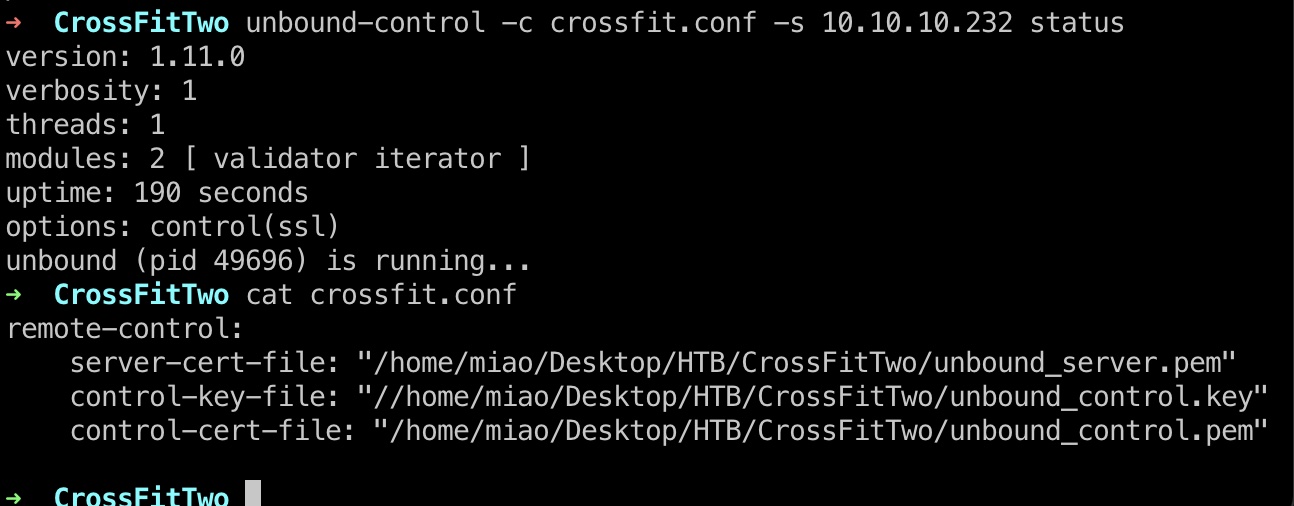 → CrossFitTwo unbound-control -c crossfit.conf -s 10.10.10.232 status
version: 1.11.0
verbosity: 1
threads: 1
modules: 2 [ validator iterator ]
uptime: 190 seconds
options: control(ssl)
unbound (pid 49696) is running...
→ CrossFitTwo cat crossfit.conf
remote-control:
    server-cert-file: "/home/miao/Desktop/HTB/CrossFitTwo/unbound_server.pem"
    control-key-file: "//home/miao/Desktop/HTB/CrossFitTwo/unbound_control.key"
    control-cert-file: "/home/miao/Desktop/HTB/CrossFitTwo/unbound_control.pem"
→ CrossFitTwo